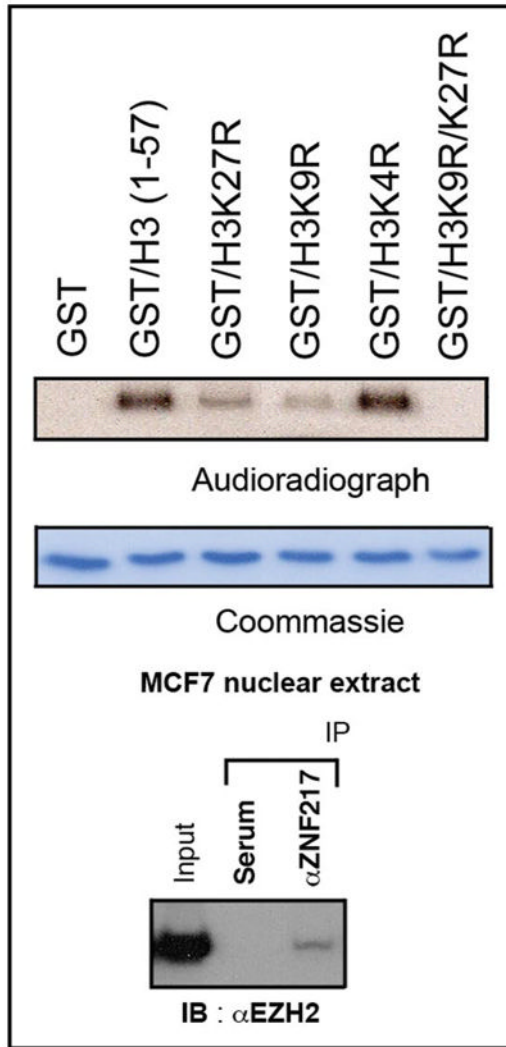 GST
GST/H3 (1-57)
GST/H3K27R
GST/H3K9R
GST/H3K4R
GST/H3K9R/K27R
Audioradiograph
Coommassie
MCF7 nuclear extract
IP
Input
Serum
αZNF217
IB : αEZH2